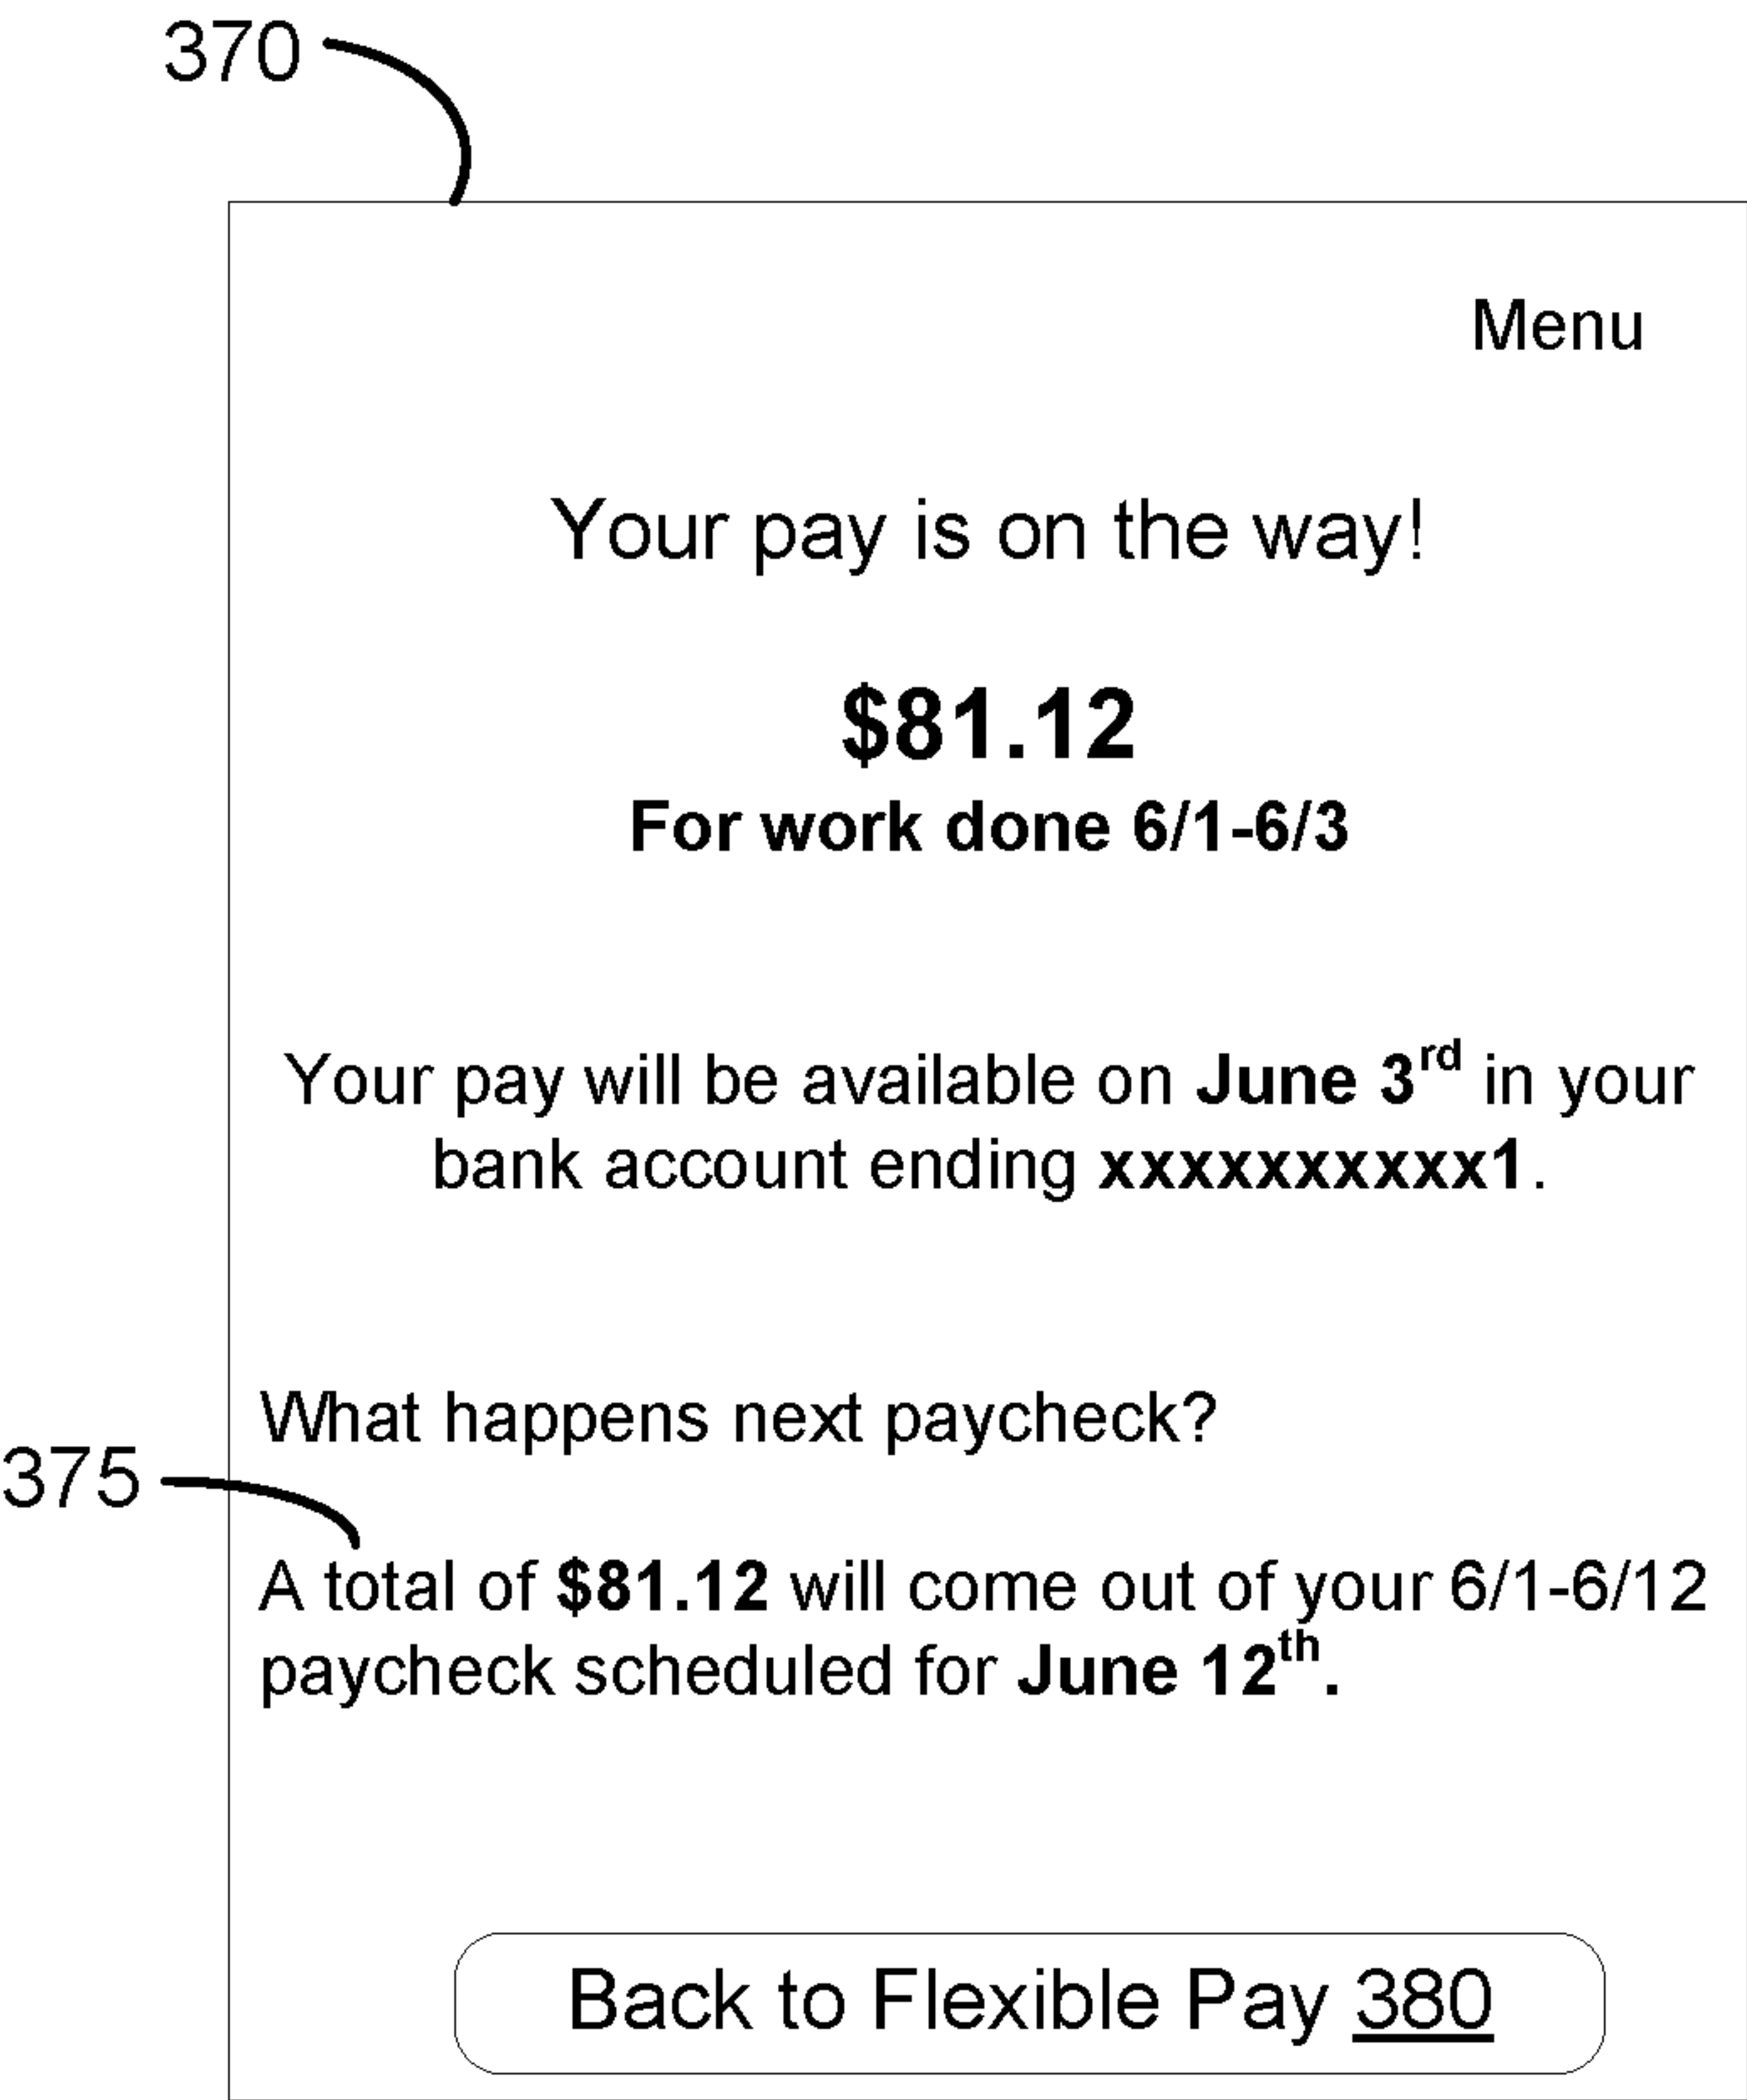 370
Menu
Your pay is on the way!
$81.12
For work done 6/1-6/3
Your pay will be available on June 3rd in your
bank account ending xxxxxxxxxx1.
What happens next paycheck?
375
A total of $81.12 will come out of your 6/1-6/12
paycheck scheduled for June 12th.
Back to Flexible Pay 380